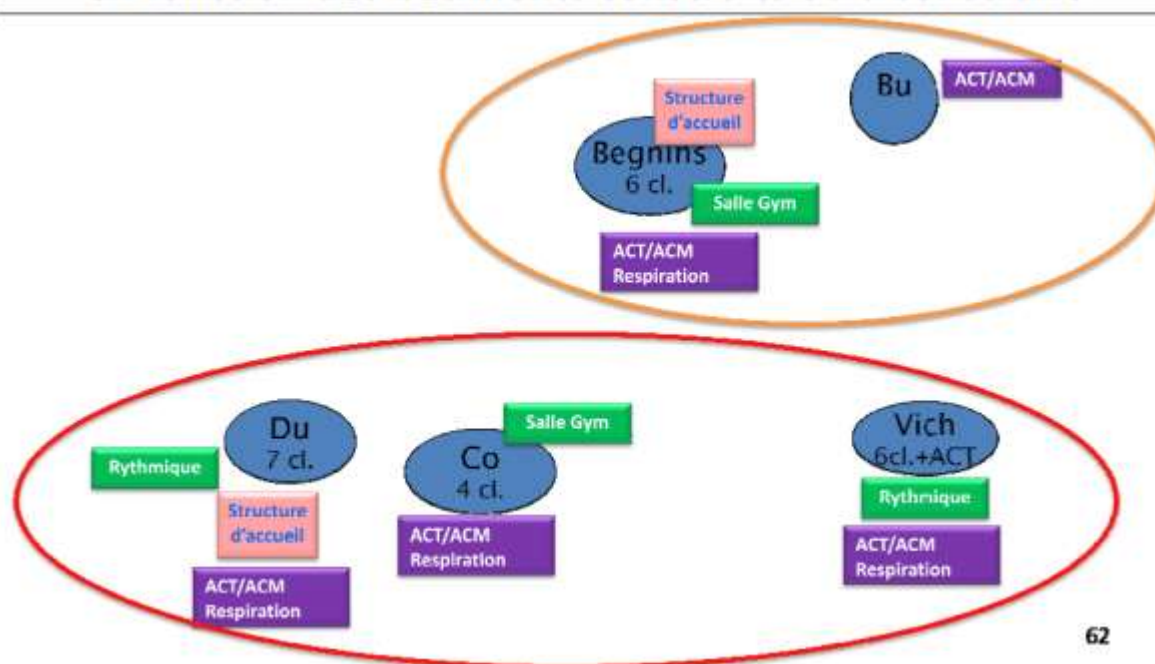 Bu
ACT/ACM
Structure
d'accueil
Begnins
6 cl.
Salle Gym
ACT/ACM
Respiration
Du
7 cl.
Rythmique
Structure
d'accueil
ACT/ACM
Respiration
Salle Gym
Co
4 cl.
ACT/ACM
Respiration
Vich
6cl.+ACT
Rythmique
ACT/ACM
Respiration
62